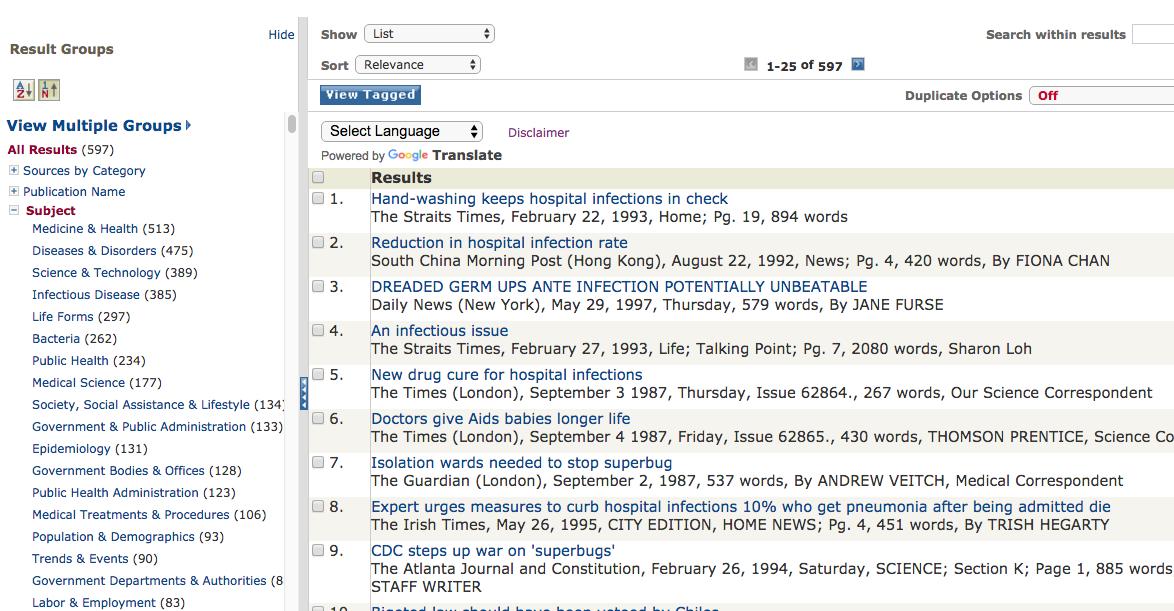 Hide
Result Groups
View Multiple Groups
All Results (597)
Sources by Category
Publication Name
Subject
Medicine & Health (513)
Diseases & Disorders (475)
Science & Technology (389)
Infectious Disease (385)
Life Forms (297)
Bacteria (262)
Public Health (234)
Medical Science (177)
Society, Social Assistance & Lifestyle (134)
Government & Public Administration (133)
Epidemiology (131)
Government Bodies & Offices (128)
Public Health Administration (123)
Medical Treatments & Procedures (106)
Population & Demographics (93)
Trends & Events (90)
Government Departments & Authorities (8
Labor & Employment (83)
Show List
Search within results
Sort Relevance
1-25 of 597
View Tagged
Duplicate Options Off
Select Language
Disclaimer
Powered by Google Translate
Results
1. Hand-washing keeps hospital infections in check
The Straits Times, February 22, 1993, Home; Pg. 19, 894 words
2. Reduction in hospital infection rate
South China Morning Post (Hong Kong), August 22, 1992, News; Pg. 4, 420 words, By FIONA CHAN
3. DREADED GERM UPS ANTE INFECTION POTENTIALLY UNBEATABLE
Daily News (New York), May 29, 1997, Thursday, 579 words, By JANE FURSE
4. An infectious issue
The Straits Times, February 27, 1993, Life; Talking Point; Pg. 7, 2080 words, Sharon Loh
5. New drug cure for hospital infections
The Times (London), September 3 1987, Thursday, Issue 62864., 267 words, Our Science Correspondent
6. Doctors give Aids babies longer life
The Times (London), September 4 1987, Friday, Issue 62865., 430 words, THOMSON PRENTICE, Science Co
7. Isolation wards needed to stop superbug
The Guardian (London), September 2, 1987, 537 words, By ANDREW VEITCH, Medical Correspondent
8. Expert urges measures to curb hospital infections 10% who get pneumonia after being admitted die
The Irish Times, May 26, 1995, CITY EDITION, HOME NEWS; Pg. 4, 451 words, By TRISH HEGARTY
9. CDC steps up war on 'superbugs'
The Atlanta Journal and Constitution, February 26, 1994, Saturday, SCIENCE; Section K; Page 1, 885 words
STAFF WRITER